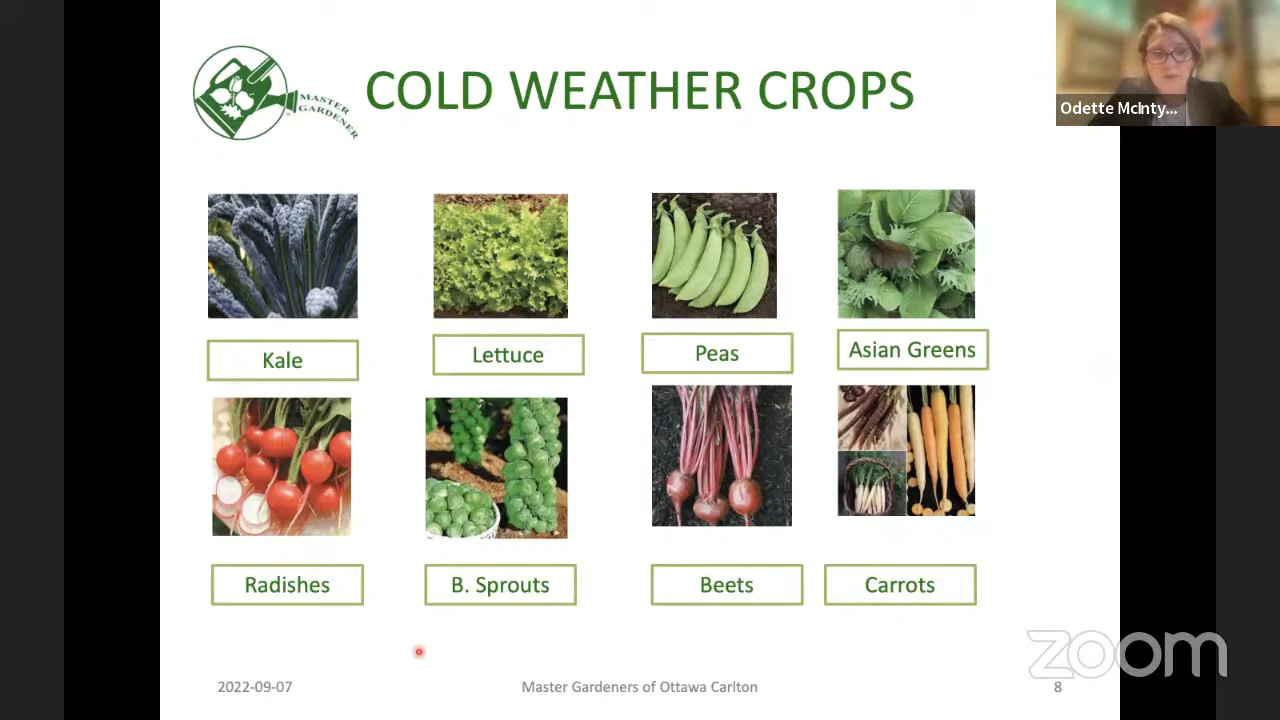 MASTER
GARDENER
COLD WEATHER CROPS
Odette McInty...
Kale
Lettuce
Peas
Asian Greens
Radishes
B. Sprouts
Beets
Carrots
zoom
2022-09-07
Master Gardeners of Ottawa Carlton
8